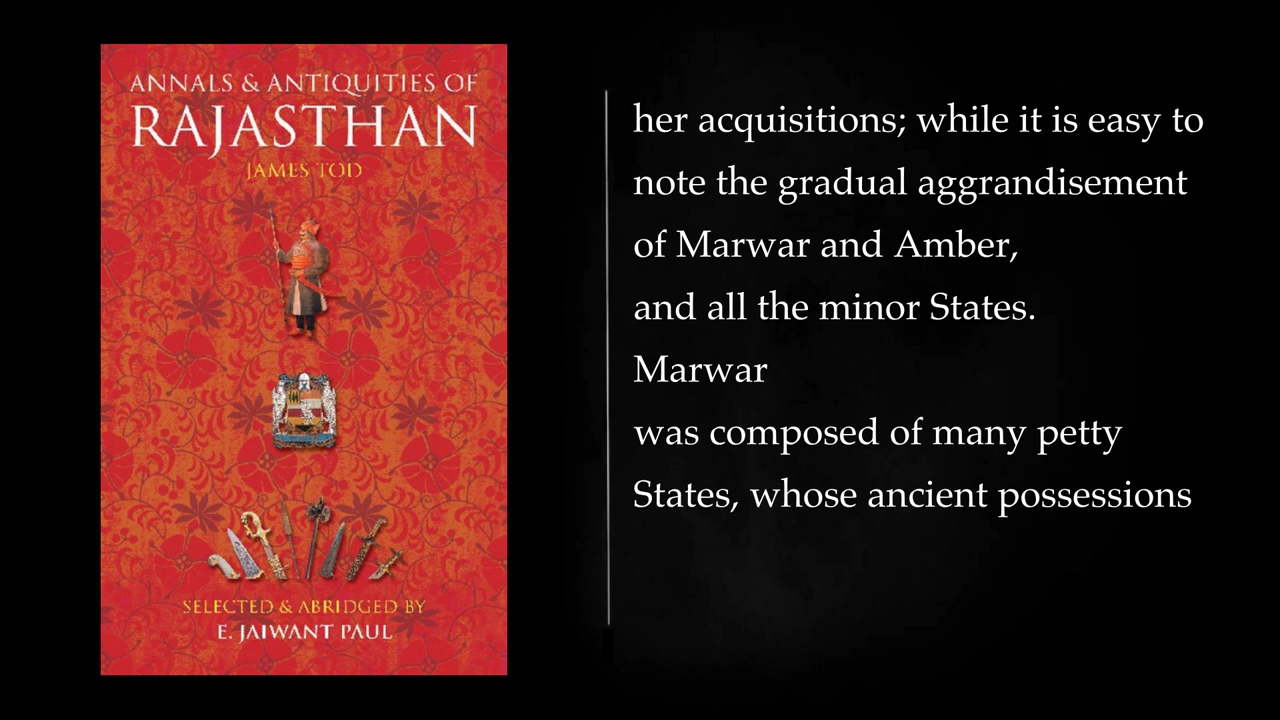 ANNALS & ANTIQUITIES OF
RAJASTHAN
JAMES TOD
SELECTED & ABRIDGED BY
E. JAIWANT PAUL
her acquisitions; while it is easy to
note the gradual aggrandisement
of Marwar and Amber,
and all the minor States.
Marwar
was composed of many petty
States, whose ancient possessions